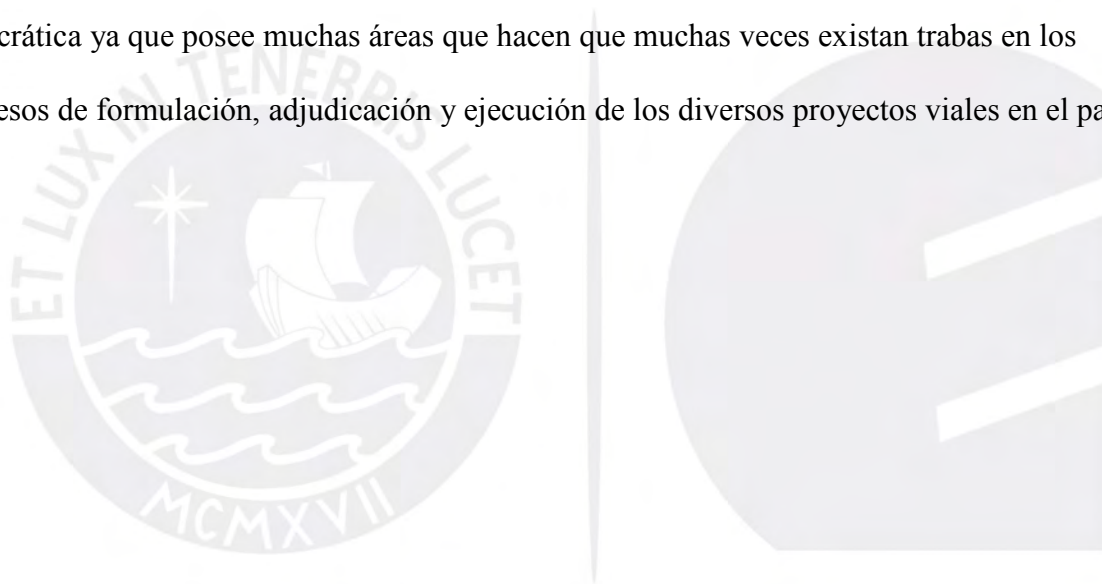 crática ya que posee muchas áreas que hacen que muchas veces existan trabas en los
esos de formulación, adjudicación y ejecución de los diversos proyectos viales en el pa
ET LUX IN TENEBRIS LUCET
MCMXVII